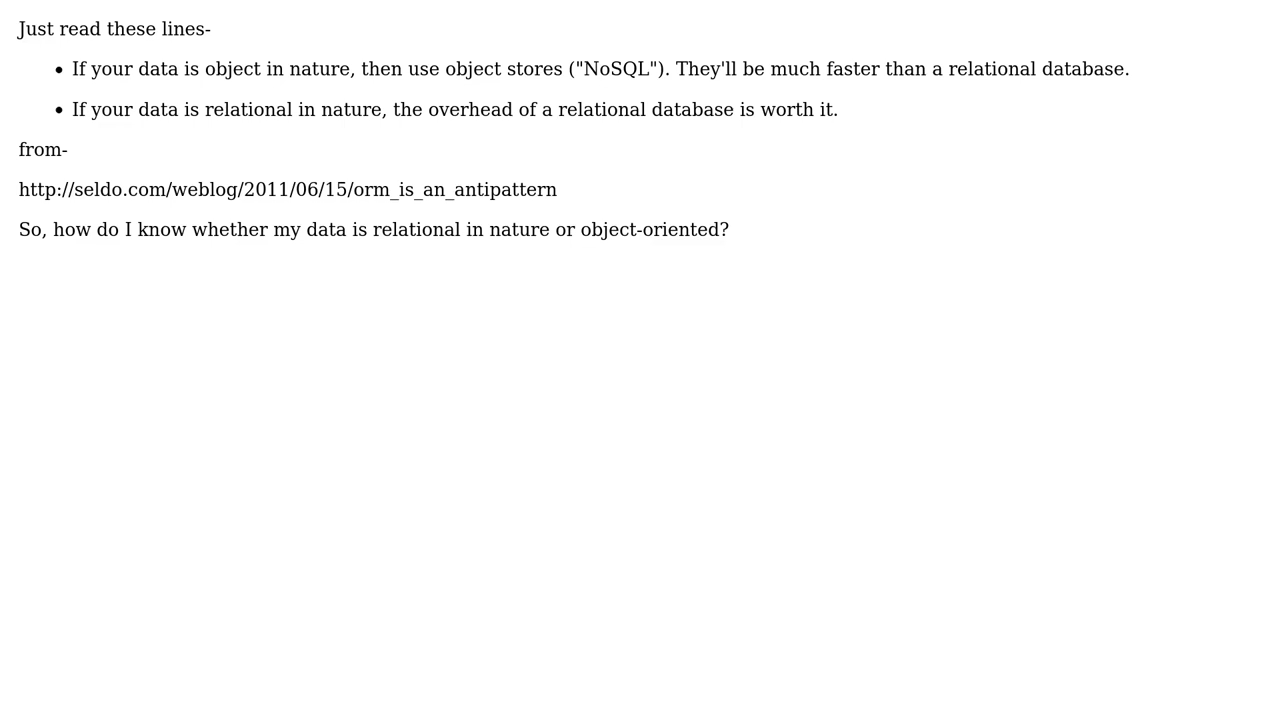 Just read these lines-
• If your data is object in nature, then use object stores ("NoSQL"). They'll be much faster than a relational database.
• If your data is relational in nature, the overhead of a relational database is worth it.
from-
http://seldo.com/weblog/2011/06/15/orm_is_an_antipattern
So, how do I know whether my data is relational in nature or object-oriented?